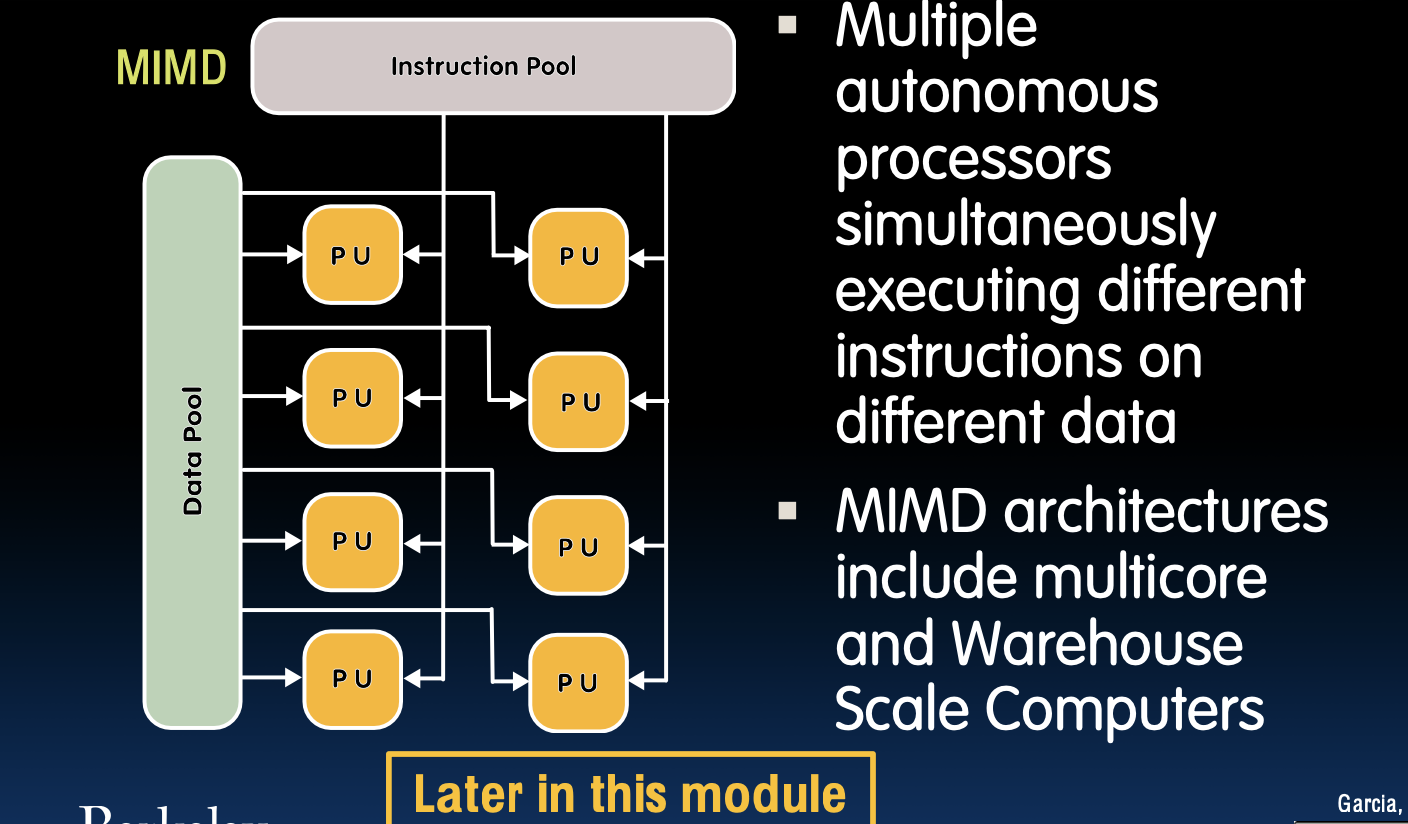 MIMD
Instruction Pool
Data Pool
PU
PU
PU
PU
PU
PU
PU
PU
▪ Multiple
autonomous
processors
simultaneously
executing different
instructions on
different data
▪ MIMD architectures
include multicore
and Warehouse
Scale Computers
Later in this module
Berkeley
Garcia,